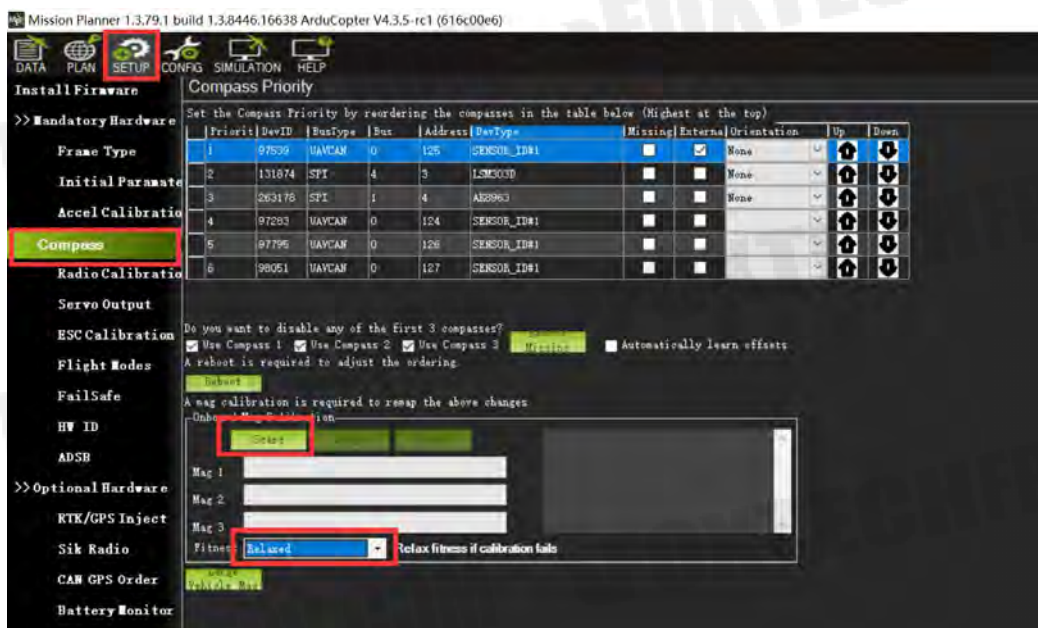 Mission Planner 1.3.79.1 build 1.3.8446.16638 ArduCopter V4.3.5-rc1 (616c00e6)
DATA PLAN SETUP CONFIG SIMULATION HELP
Install Firmware
Compass Priority
>>Mandatory Hardware
Set the Compass Priority by reordering the compasses in the table below (Highest at the top)
Priorit DevID BusType Bus Address DevType Missing Externa Orientation Up Down
Frame Type
1 97539 UAVCAN 0 125 SENSOR_ID#1 None
Initial Paramate
2 131874 SPI 4 3 LSM303D None
3 263178 SPI 1 4 AK8963 None
Accel Calibratio
4 97283 UAVCAN 0 124 SENSOR_ID#1
Compass
5 97795 UAVCAN 0 126 SENSOR_ID#1
Radio Calibratio
6 98051 UAVCAN 0 127 SENSOR_ID#1
Servo Output
ESC Calibration
Do you want to disable any of the first 3 compasses?
Use Compass 1 Use Compass 2 Use Compass 3 Missing Automatically learn offsets
Flight Modes
A reboot is required to adjust the ordering.
Reboot
FailSafe
A mag calibration is required to remap the above changes
Onboard Mag Calibration
HW ID
Start
ADSB
Mag 1
>>Optional Hardware
Mag 2
RTK/GPS Inject
Mag 3
Sik Radio
Fitness Relaxed Relax fitness if calibration fails
CAN GPS Order
Vehicle Mag
Battery Monitor